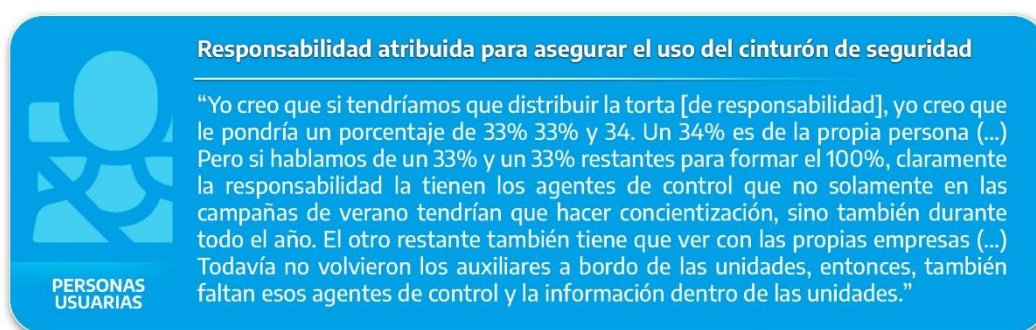 Responsabilidad atribuida para asegurar el uso del cinturón de seguridad
“Yo creo que si tendríamos que distribuir la torta [de responsabilidad], yo creo que
le pondría un porcentaje de 33% 33% y 34. Un 34% es de la propia persona (...)
Pero si hablamos de un 33% y un 33% restantes para formar el 100%, claramente
la responsabilidad la tienen los agentes de control que no solamente en las
campañas de verano tendrían que hacer concientización, sino también durante
todo el año. El otro restante también tiene que ver con las propias empresas (...)
Todavía no volvieron los auxiliares a bordo de las unidades, entonces, también
faltan esos agentes de control y la información dentro de las unidades.”
PERSONAS
USUARIAS